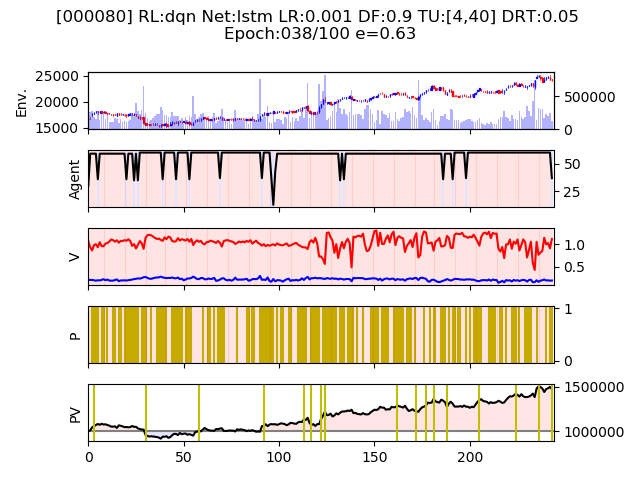 [000080] RL:dqn Net:lstm LR:0.001 DF:0.9 TU:[4,40] DRT:0.05
Epoch:038/100 e=0.63
Env.
25000
20000
15000
500000
0
Agent
50
25
V
1.0
0.5
P
1
0
PV
1500000
1000000
0 50 100 150 200